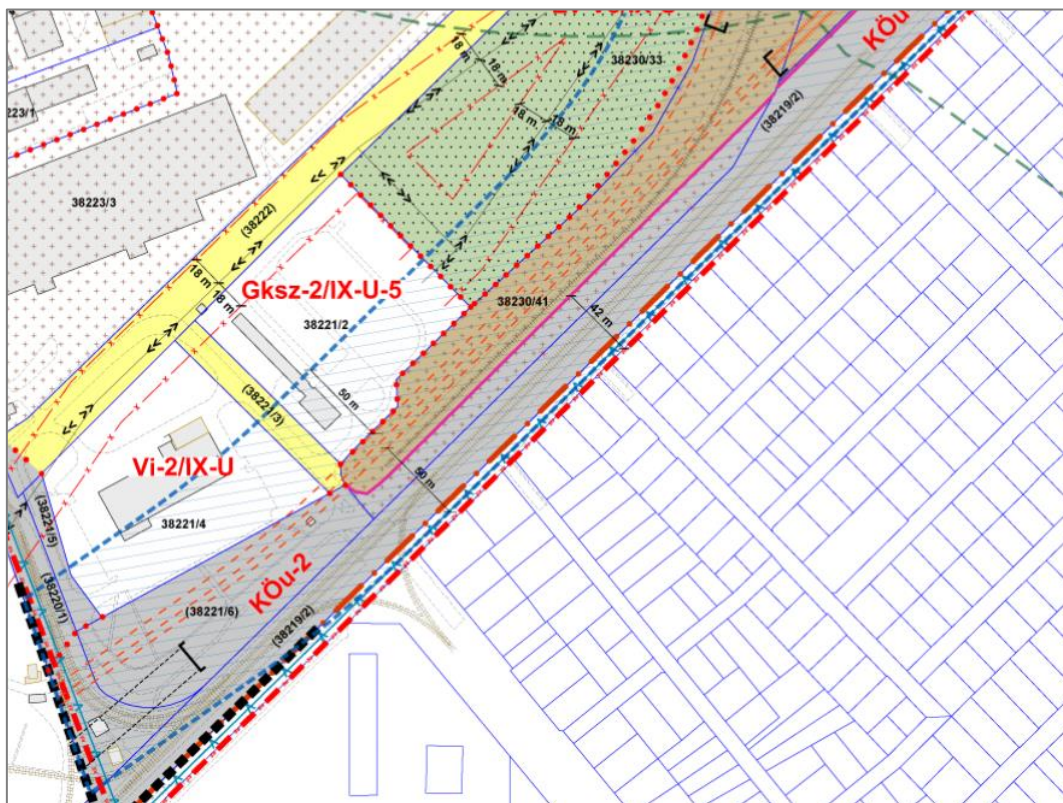 KÖu
18 m
18 m
38230/33
(38219/2)
223/1
18 m
18 m
38223/3
(38222)
18 m
18 m
Gksz-2/IX-U-5
38221/2
38230/41
42 m
(38221/3)
50 m
Vi-2/IX-U
50 m
38221/4
(38221/5)
(38220/1)
KÖu-2
(38221/6)
(38219/2)